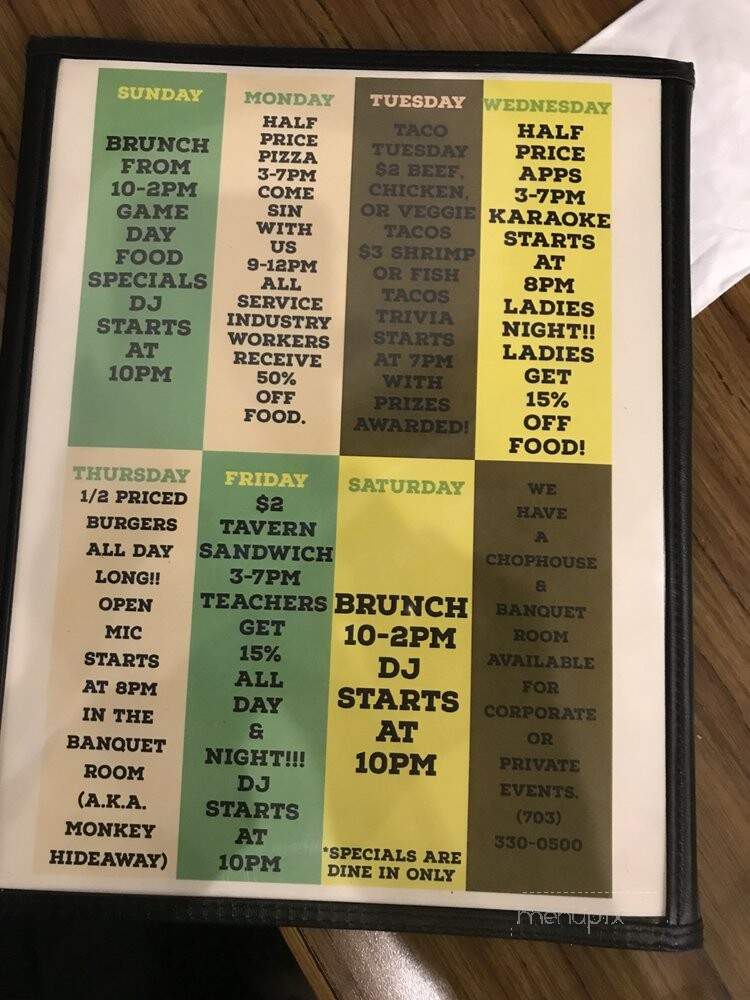 SUNDAY
BRUNCH
FROM
10-2PM
GAME
DAY
FOOD
SPECIALS
DJ
STARTS
AT
10PM
MONDAY
HALF
PRICE
PIZZA
3-7PM
COME
SIN
WITH
US
9-12PM
ALL
SERVICE
INDUSTRY
WORKERS
RECEIVE
50%
OFF
FOOD.
TUESDAY
TACO
TUESDAY
$2 BEEF,
CHICKEN,
OR VEGGIE
TACOS
$3 SHRIMP
OR FISH
TACOS
TRIVIA
STARTS
AT 7PM
WITH
PRIZES
AWARDED!
WEDNESDAY
HALF
PRICE
APPS
3-7PM
KARAOKE
STARTS
AT
8PM
LADIES
NIGHT!!
LADIES
GET
15%
OFF
FOOD!
THURSDAY
1/2 PRICED
BURGERS
ALL DAY
LONG!!
OPEN
MIC
STARTS
AT 8PM
IN THE
BANQUET
ROOM
(A.K.A.
MONKEY
HIDEAWAY)
FRIDAY
$2
TAVERN
SANDWICH
3-7PM
TEACHERS
GET
15%
ALL
DAY
&
NIGHT!!!
DJ
STARTS
AT
10PM
SATURDAY
BRUNCH
10-2PM
DJ
STARTS
AT
10PM
*SPECIALS ARE
DINE IN ONLY
WE
HAVE
A
CHOPHOUSE
&
BANQUET
ROOM
AVAILABLE
FOR
CORPORATE
OR
PRIVATE
EVENTS.
(703)
330-0500
menupix